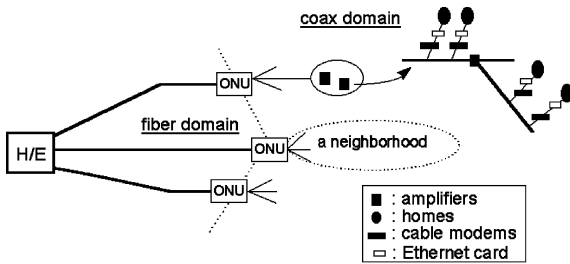 coax domain
ONU
fiber domain
H/E
ONU
a neighborhood
ONU
: amplifiers
: homes
: cable modems
: Ethernet card